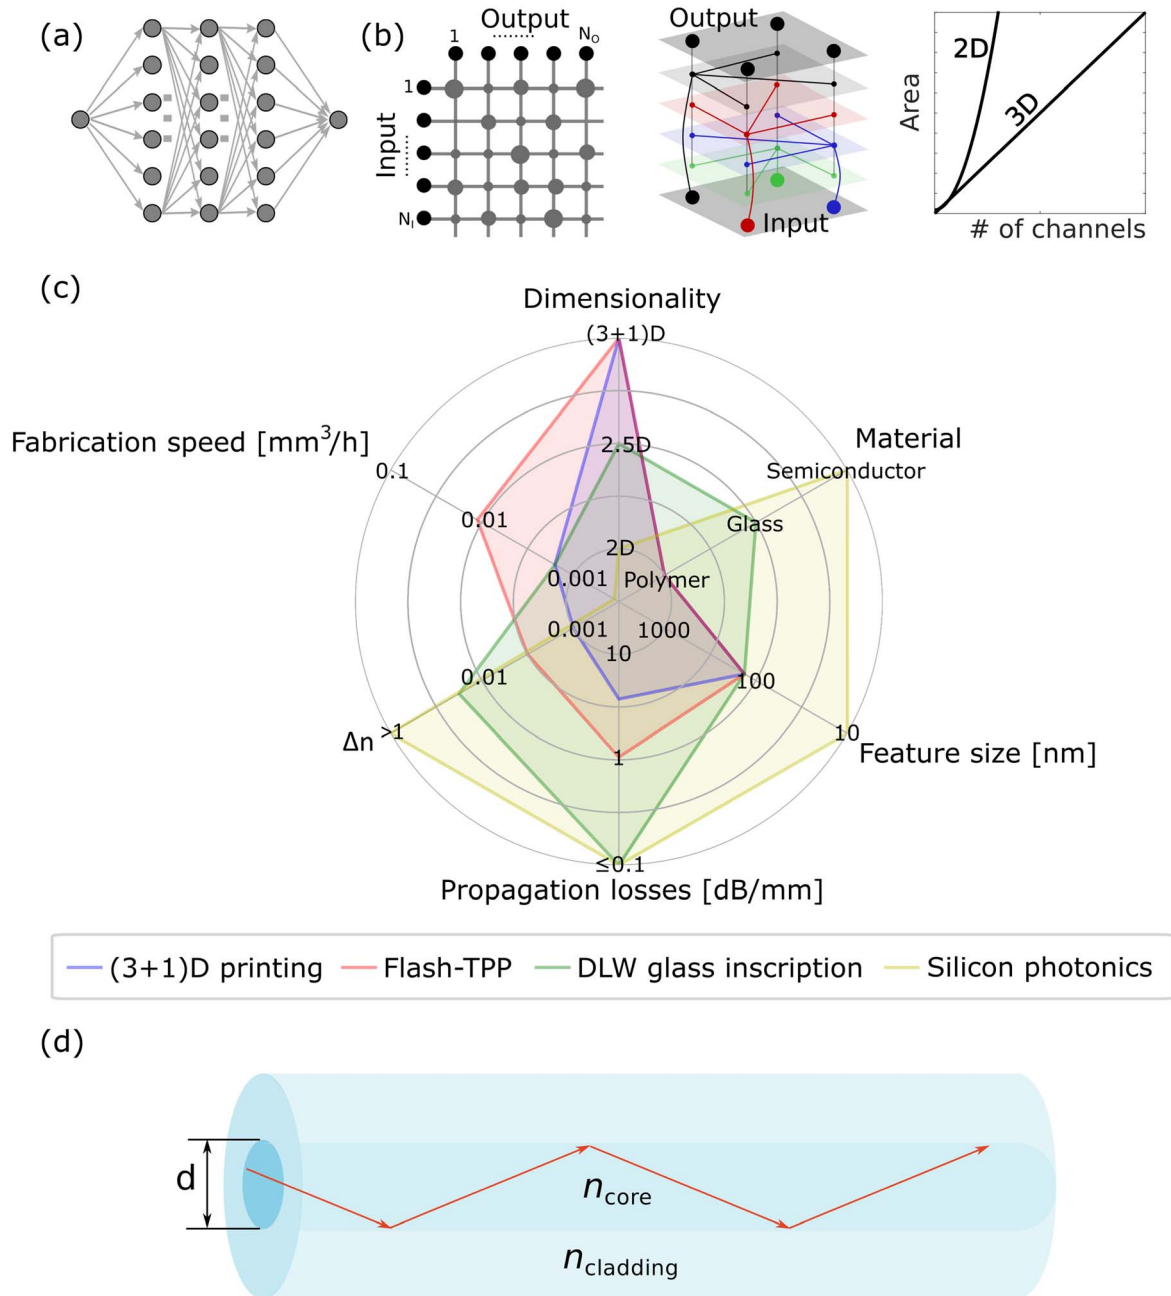 (a)
(b)
Output
1
N_O
1
Input
N_I
Output
Input
Area
2D
3D
# of channels
(c)
Dimensionality
(3+1)D
2.5D
2D
Material
Semiconductor
Glass
Polymer
Fabrication speed [mm³/h]
0.1
0.01
0.001
0.001
0.01
>1
Δn
1000
100
10
Feature size [nm]
10
1
≤0.1
Propagation losses [dB/mm]
(3+1)D printing
Flash-TPP
DLW glass inscription
Silicon photonics
(d)
d
n_core
n_cladding